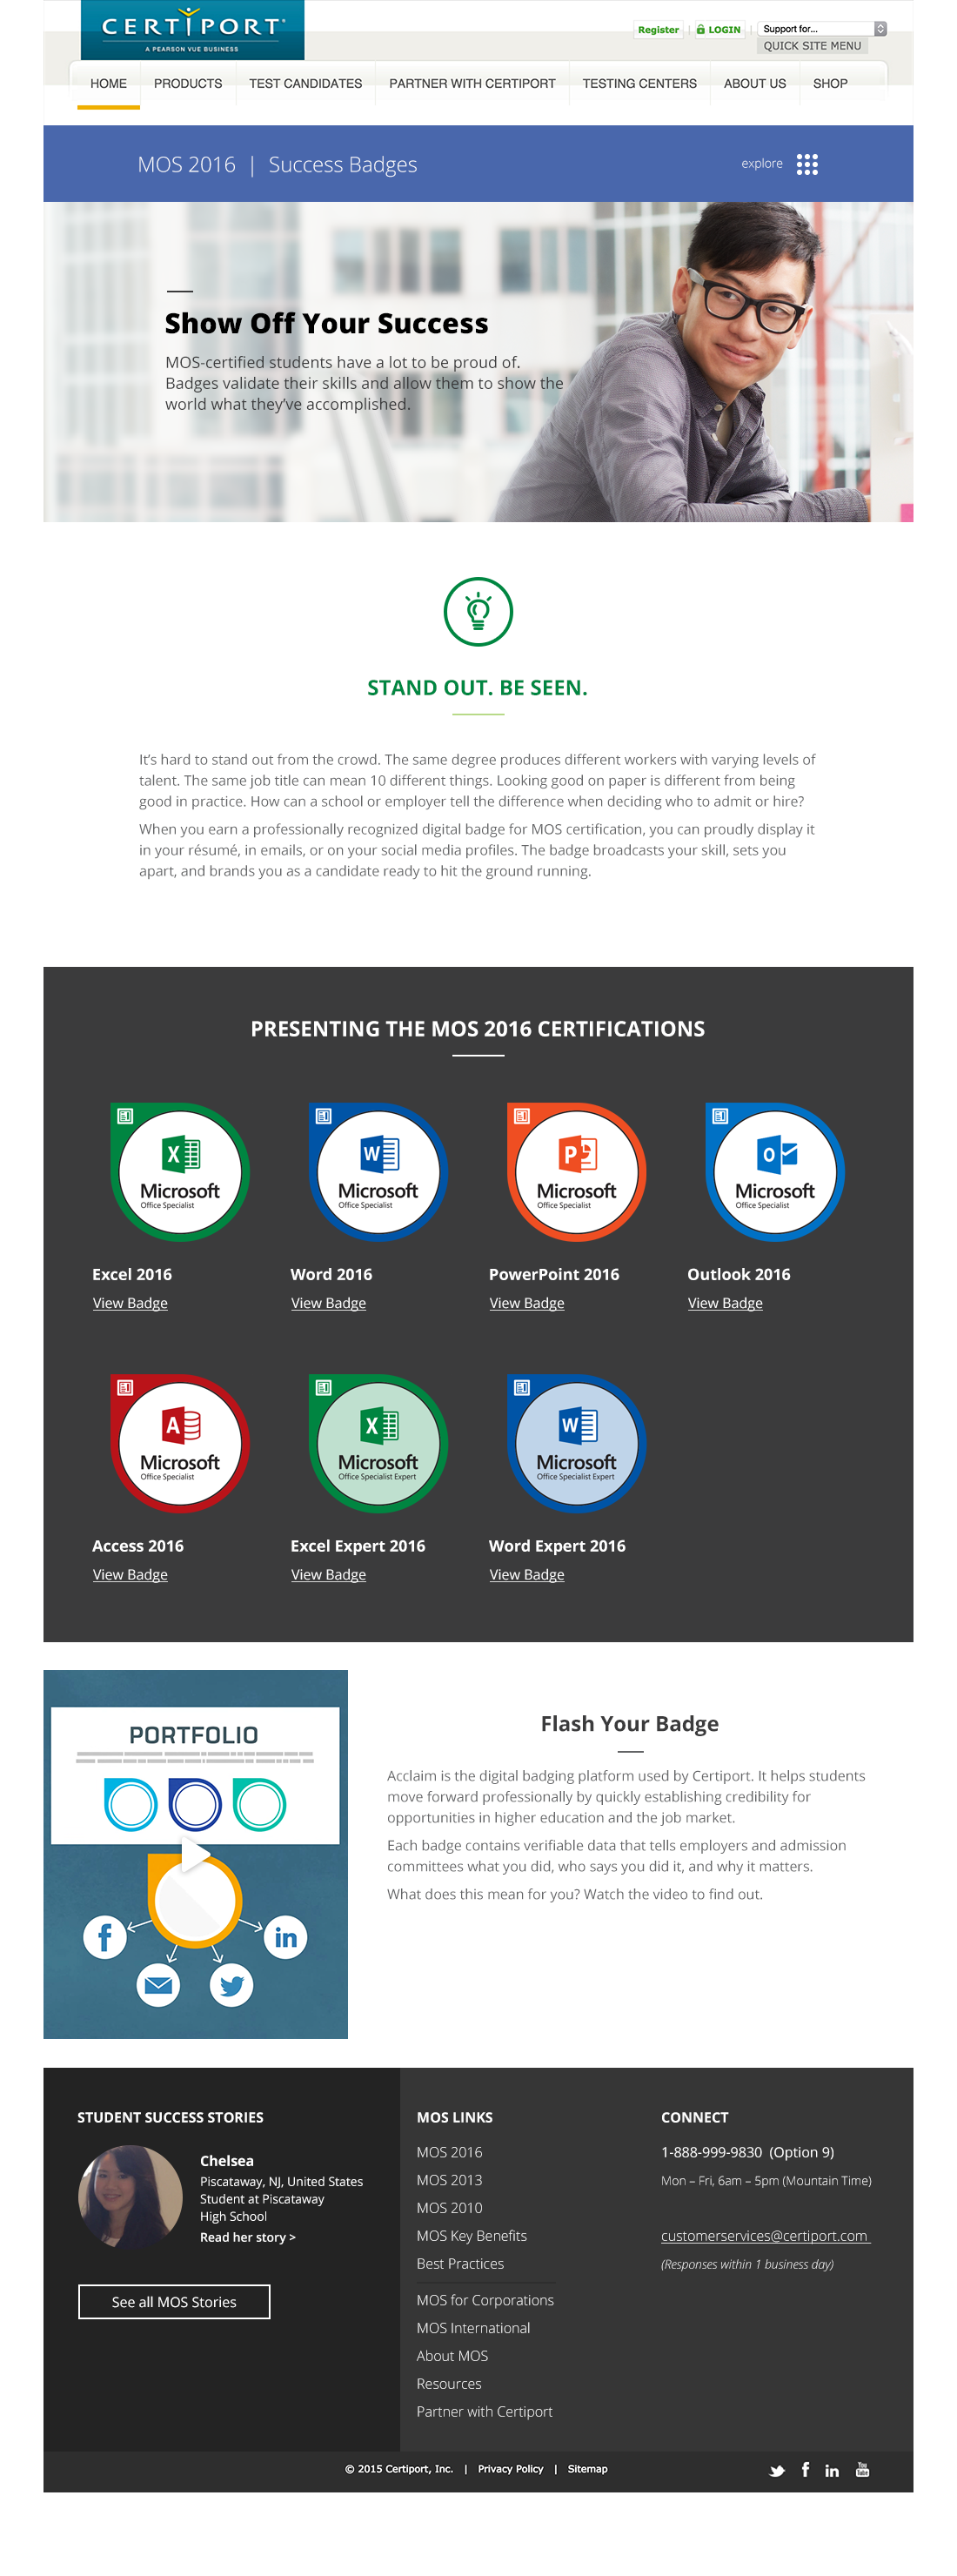 CERTIPORT®
A PEARSON VUE BUSINESS
Register | LOGIN | Support for...
QUICK SITE MENU
HOME PRODUCTS TEST CANDIDATES PARTNER WITH CERTIPORT TESTING CENTERS ABOUT US SHOP
MOS 2016 | Success Badges
explore
Show Off Your Success
MOS-certified students have a lot to be proud of.
Badges validate their skills and allow them to show the
world what they’ve accomplished.
STAND OUT. BE SEEN.
It’s hard to stand out from the crowd. The same degree produces different workers with varying levels of
talent. The same job title can mean 10 different things. Looking good on paper is different from being
good in practice. How can a school or employer tell the difference when deciding who to admit or hire?
When you earn a professionally recognized digital badge for MOS certification, you can proudly display it
in your résumé, in emails, or on your social media profiles. The badge broadcasts your skill, sets you
apart, and brands you as a candidate ready to hit the ground running.
PRESENTING THE MOS 2016 CERTIFICATIONS
X
Microsoft
Office Specialist
Excel 2016
View Badge
W
Microsoft
Office Specialist
Word 2016
View Badge
P
Microsoft
Office Specialist
PowerPoint 2016
View Badge
O
Microsoft
Office Specialist
Outlook 2016
View Badge
A
Microsoft
Office Specialist
Access 2016
View Badge
X
Microsoft
Office Specialist Expert
Excel Expert 2016
View Badge
W
Microsoft
Office Specialist Expert
Word Expert 2016
View Badge
PORTFOLIO
f
in
Flash Your Badge
Acclaim is the digital badging platform used by Certiport. It helps students
move forward professionally by quickly establishing credibility for
opportunities in higher education and the job market.
Each badge contains verifiable data that tells employers and admission
committees what you did, who says you did it, and why it matters.
What does this mean for you? Watch the video to find out.
STUDENT SUCCESS STORIES
Chelsea
Piscataway, NJ, United States
Student at Piscataway
High School
Read her story >
See all MOS Stories
MOS LINKS
MOS 2016
MOS 2013
MOS 2010
MOS Key Benefits
Best Practices
MOS for Corporations
MOS International
About MOS
Resources
Partner with Certiport
CONNECT
1-888-999-9830 (Option 9)
Mon – Fri, 6am – 5pm (Mountain Time)
customerservices@certiport.com
(Responses within 1 business day)
© 2015 Certiport, Inc. | Privacy Policy | Sitemap
f in You Tube